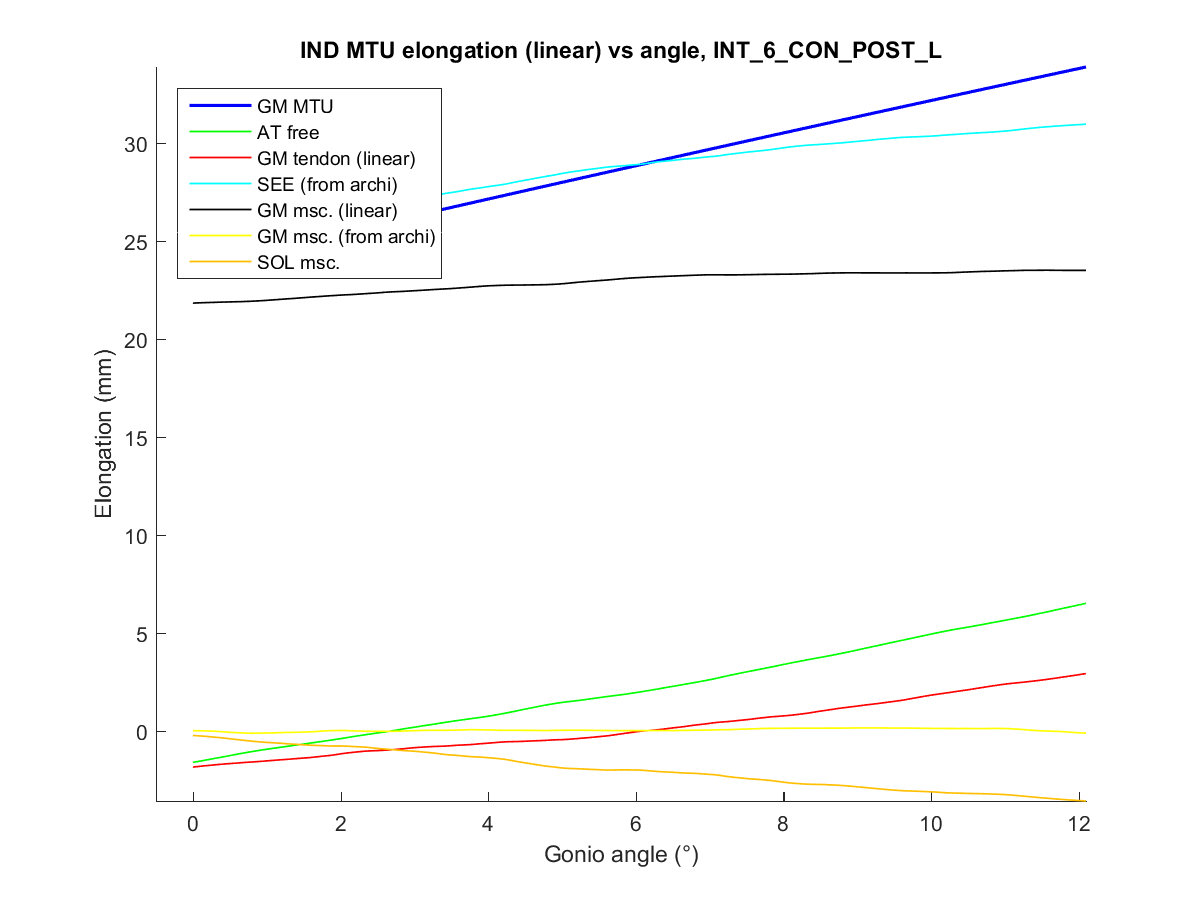 IND MTU elongation (linear) vs angle, INT_6_CON_POST_L
GM MTU
AT free
GM tendon (linear)
SEE (from archi)
GM msc. (linear)
GM msc. (from archi)
SOL msc.
Elongation (mm)
30
25
20
15
10
5
0
0 2 4 6 8 10 12
Gonio angle (°)